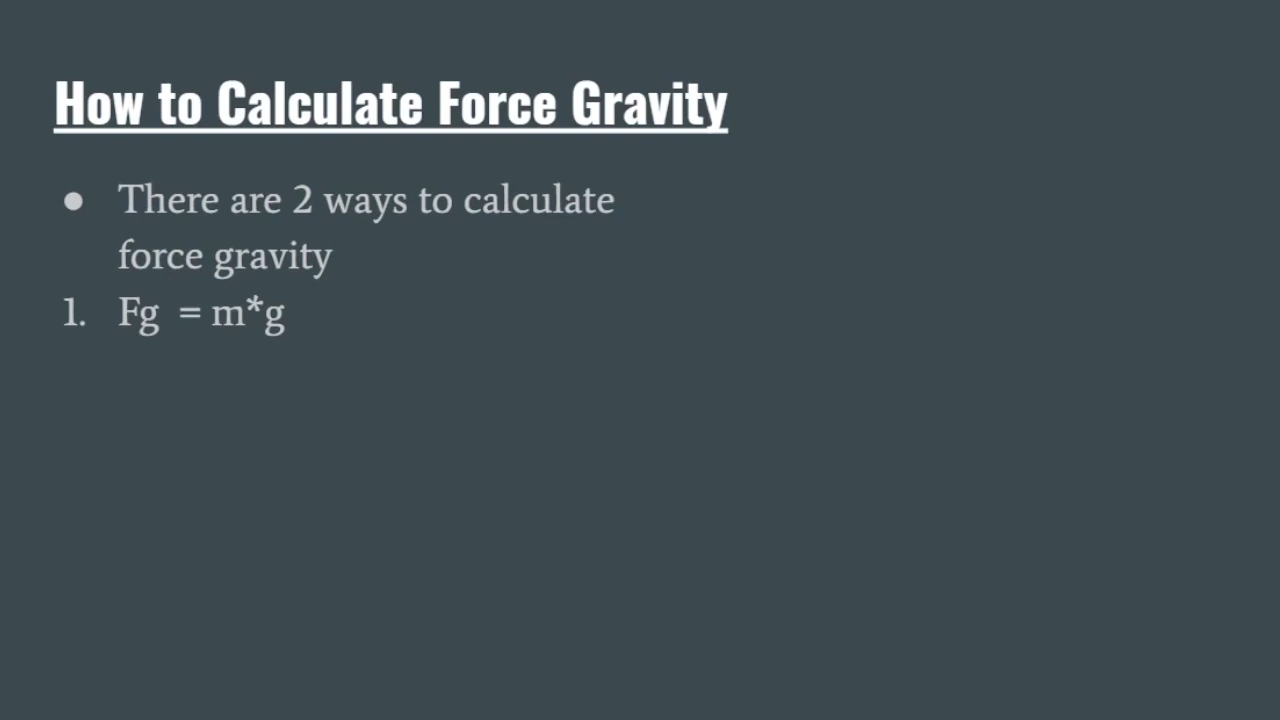 How to Calculate Force Gravity
● There are 2 ways to calculate
force gravity
1. Fg = m*g